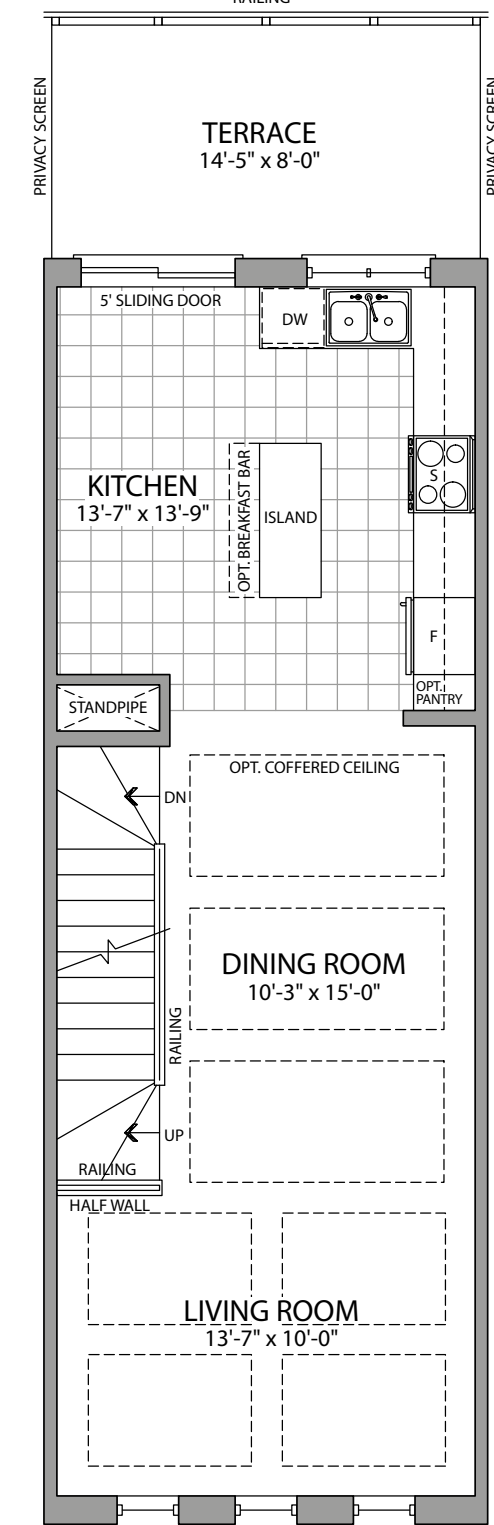 RAILING
PRIVACY SCREEN
PRIVACY SCREEN
TERRACE
14'-5" x 8'-0"
5' SLIDING DOOR
DW
KITCHEN
13'-7" x 13'-9"
OPT. BREAKFAST BAR
ISLAND
S
F
OPT.
PANTRY
STANDPIPE
OPT. COFFERED CEILING
DN
DINING ROOM
10'-3" x 15'-0"
RAILING
UP
RAILING
HALF WALL
LIVING ROOM
13'-7" x 10'-0"